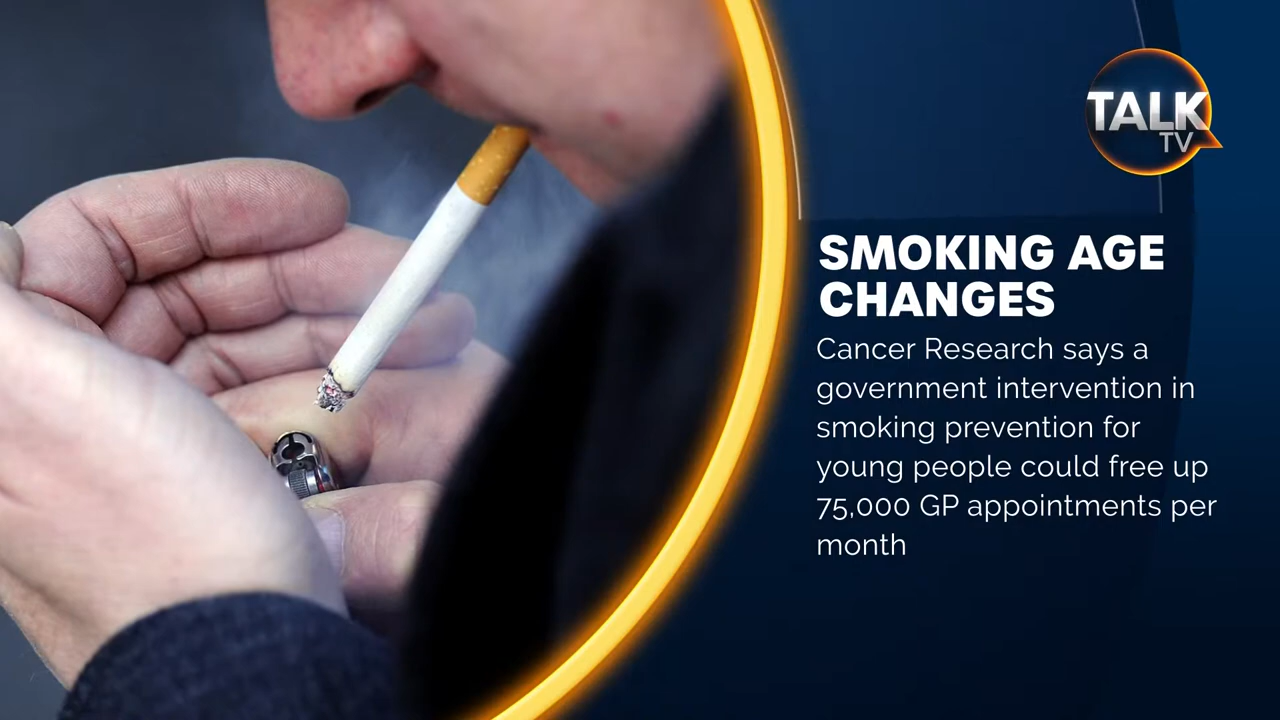 TALK
TV
SMOKING AGE
CHANGES
Cancer Research says a
government intervention in
smoking prevention for
young people could free up
75,000 GP appointments per
month